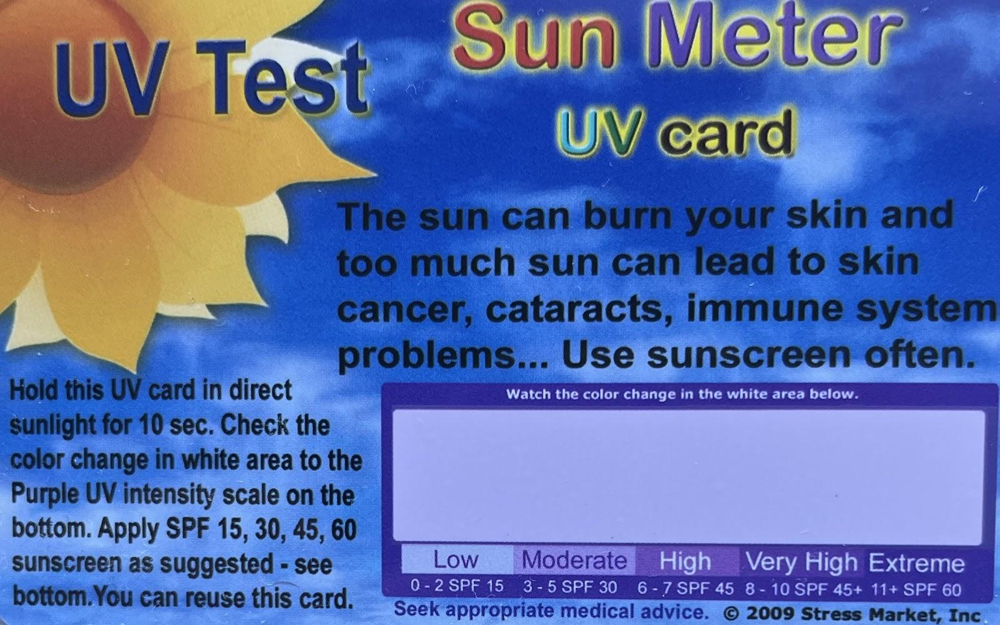 UV Test
Sun Meter
UV card
The sun can burn your skin and
too much sun can lead to skin
cancer, cataracts, immune system
problems... Use sunscreen often.
Hold this UV card in direct
sunlight for 10 sec. Check the
color change in white area to the
Purple UV intensity scale on the
bottom. Apply SPF 15, 30, 45, 60
sunscreen as suggested - see
bottom.You can reuse this card.
Watch the color change in the white area below.
Low Moderate High Very High Extreme
0 - 2 SPF 15 3 - 5 SPF 30 6 - 7 SPF 45 8 - 10 SPF 45+ 11+ SPF 60
Seek appropriate medical advice. © 2009 Stress Market, Inc.